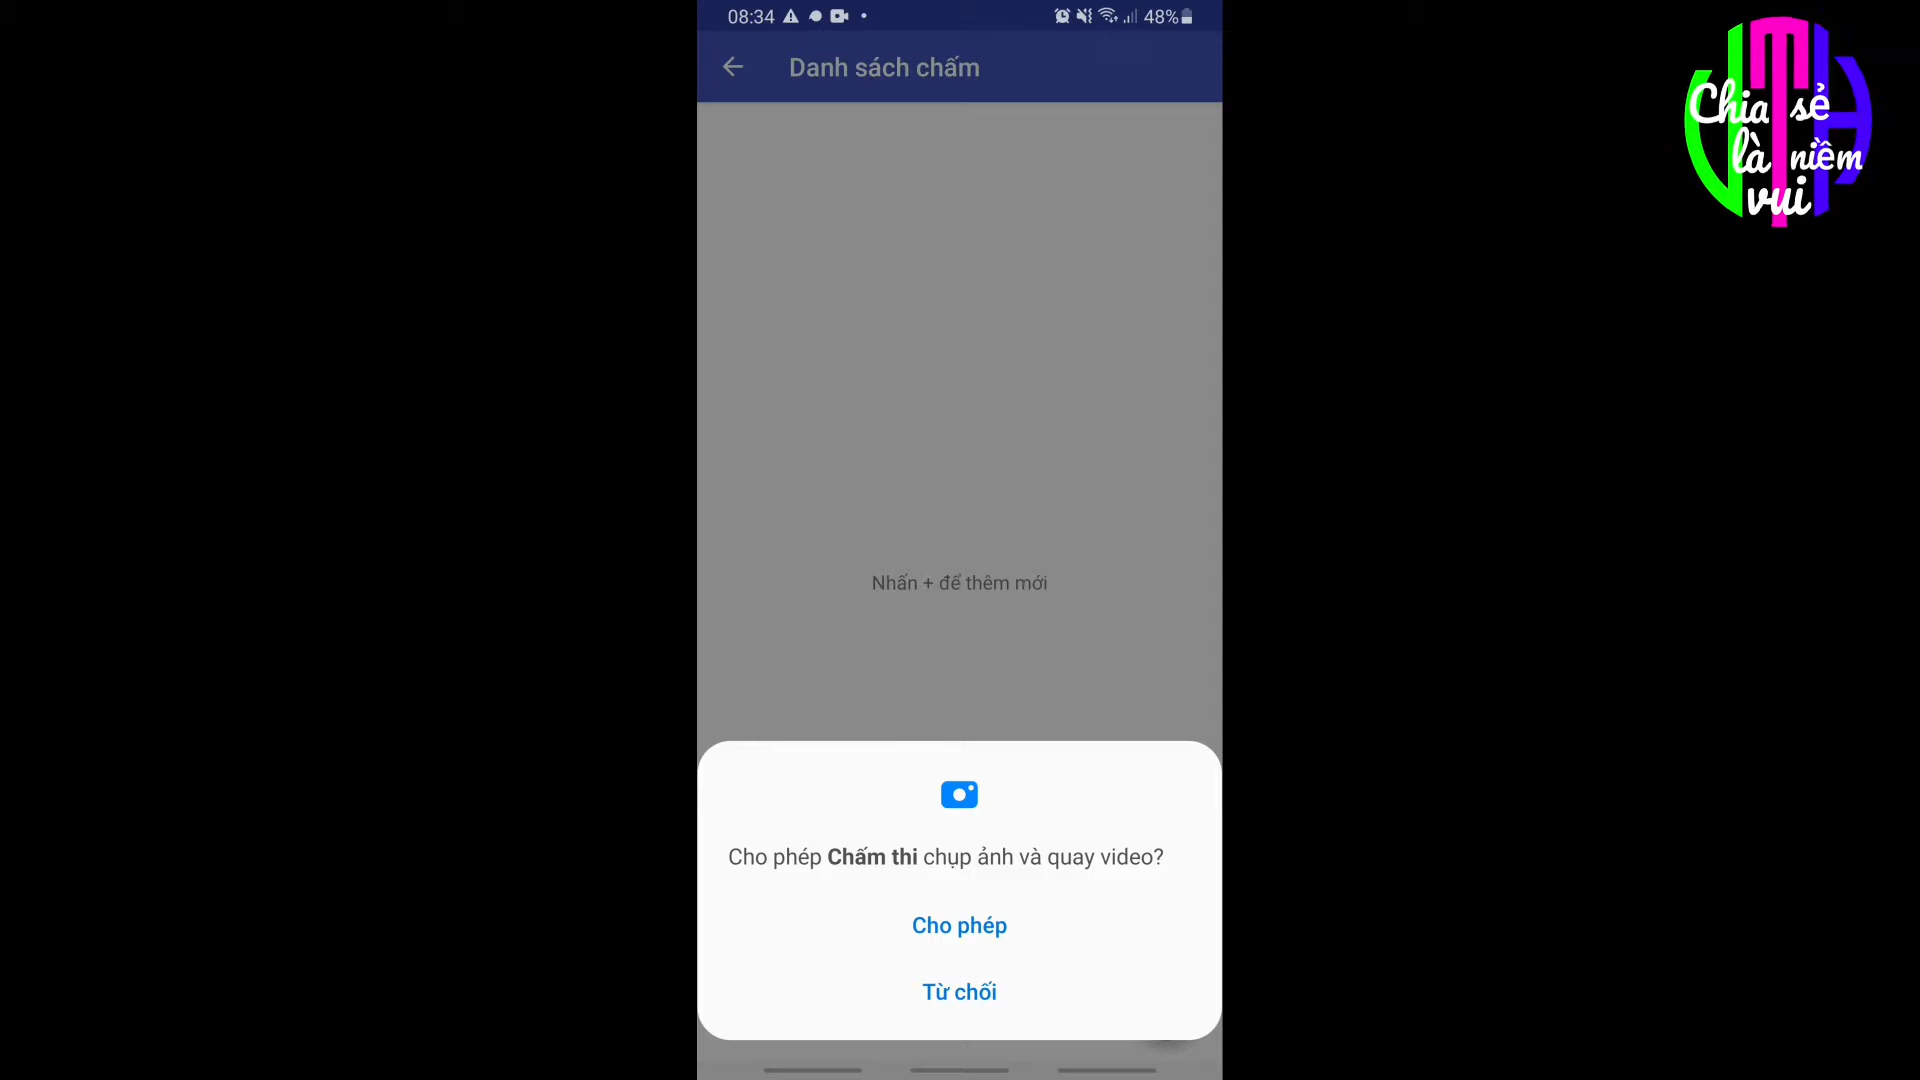 08:34
48%
Danh sách chấm
Chia sẻ
là niềm
vui
Nhấn + để thêm mới
Cho phép Chấm thi chụp ảnh và quay video?
Cho phép
Từ chối